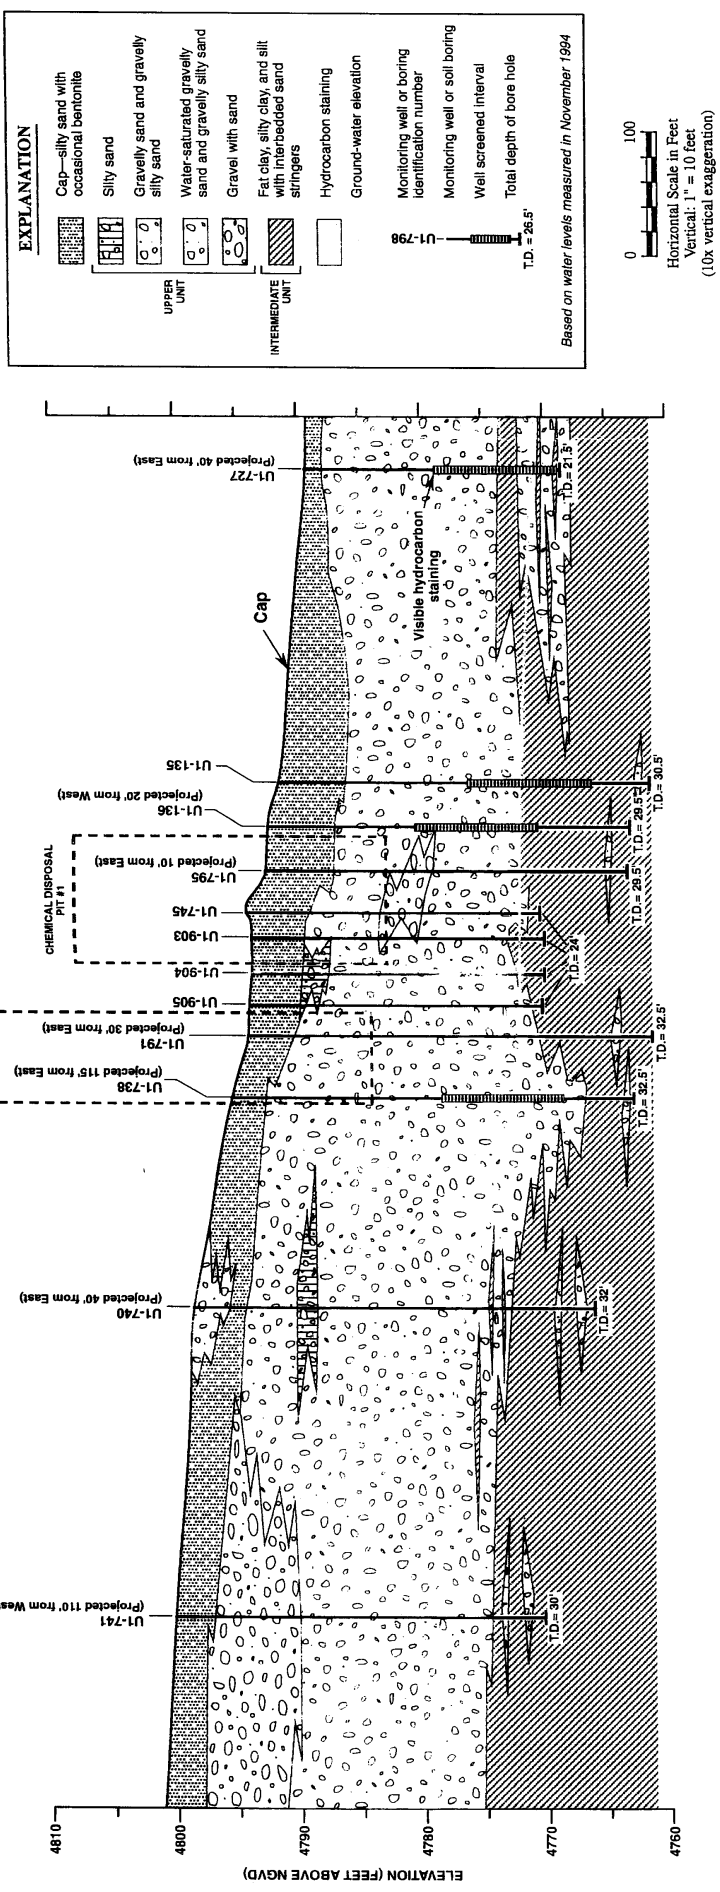 EXPLANATION
Cap—silty sand with
occasional bentonite
Silty sand
Gravelly sand and gravelly
silty sand
Water-saturated gravelly
sand and gravelly silty sand
Gravel with sand
Fat clay, silty clay, and silt
with interbedded sand
stringers
Hydrocarbon staining
Ground-water elevation
Monitoring well or boring
identification number
Monitoring well or soil boring
Well screened interval
Total depth of bore hole
UPPER
UNIT
INTERMEDIATE
UNIT
U1-798
T.D. = 26.5'
Based on water levels measured in November 1994
0 100
Horizontal Scale in Feet
Vertical: 1" = 10 feet
(10x vertical exaggeration)
ELEVATION (FEET ABOVE NGVD)
4810
4800
4790
4780
4770
4760
U1-741
(Projected 110' from Wes
T.D.= 30'
U1-740
(Projected 40' from East)
T.D.= 32'
U1-738
(Projected 115' from East)
T.D.= 32.5'
U1-791
(Projected 30' from East)
T.D.= 32.5'
U1-905
U1-904
U1-903
U1-745
T.D.= 24'
CHEMICAL DISPOSAL
PIT #1
U1-795
(Projected 10' from East)
T.D.= 29.5'
U1-136
(Projected 20' from West)
T.D.= 29.5'
U1-135
T.D.= 30.5'
Cap
Visible hydrocarbon
staining
U1-727
(Projected 40' from East)
T.D.= 21.5'